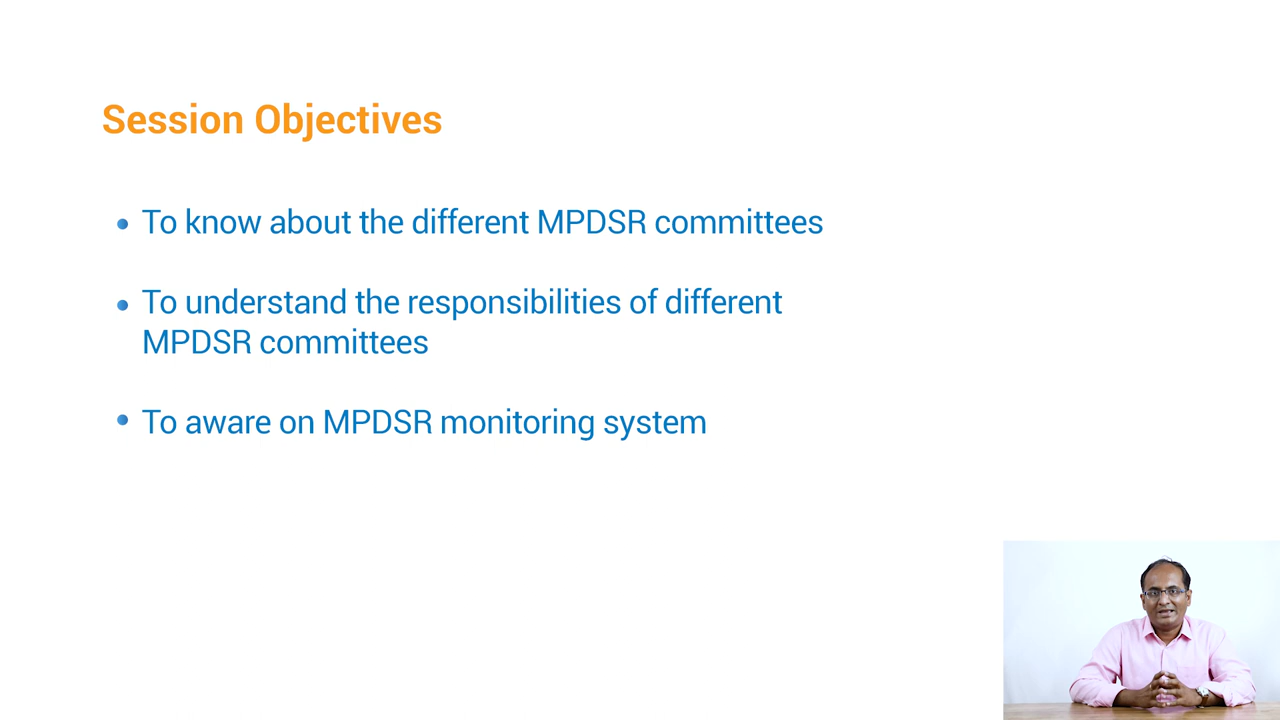 Session Objectives
To know about the different MPDSR committees
To understand the responsibilities of different
MPDSR committees
To aware on MPDSR monitoring system